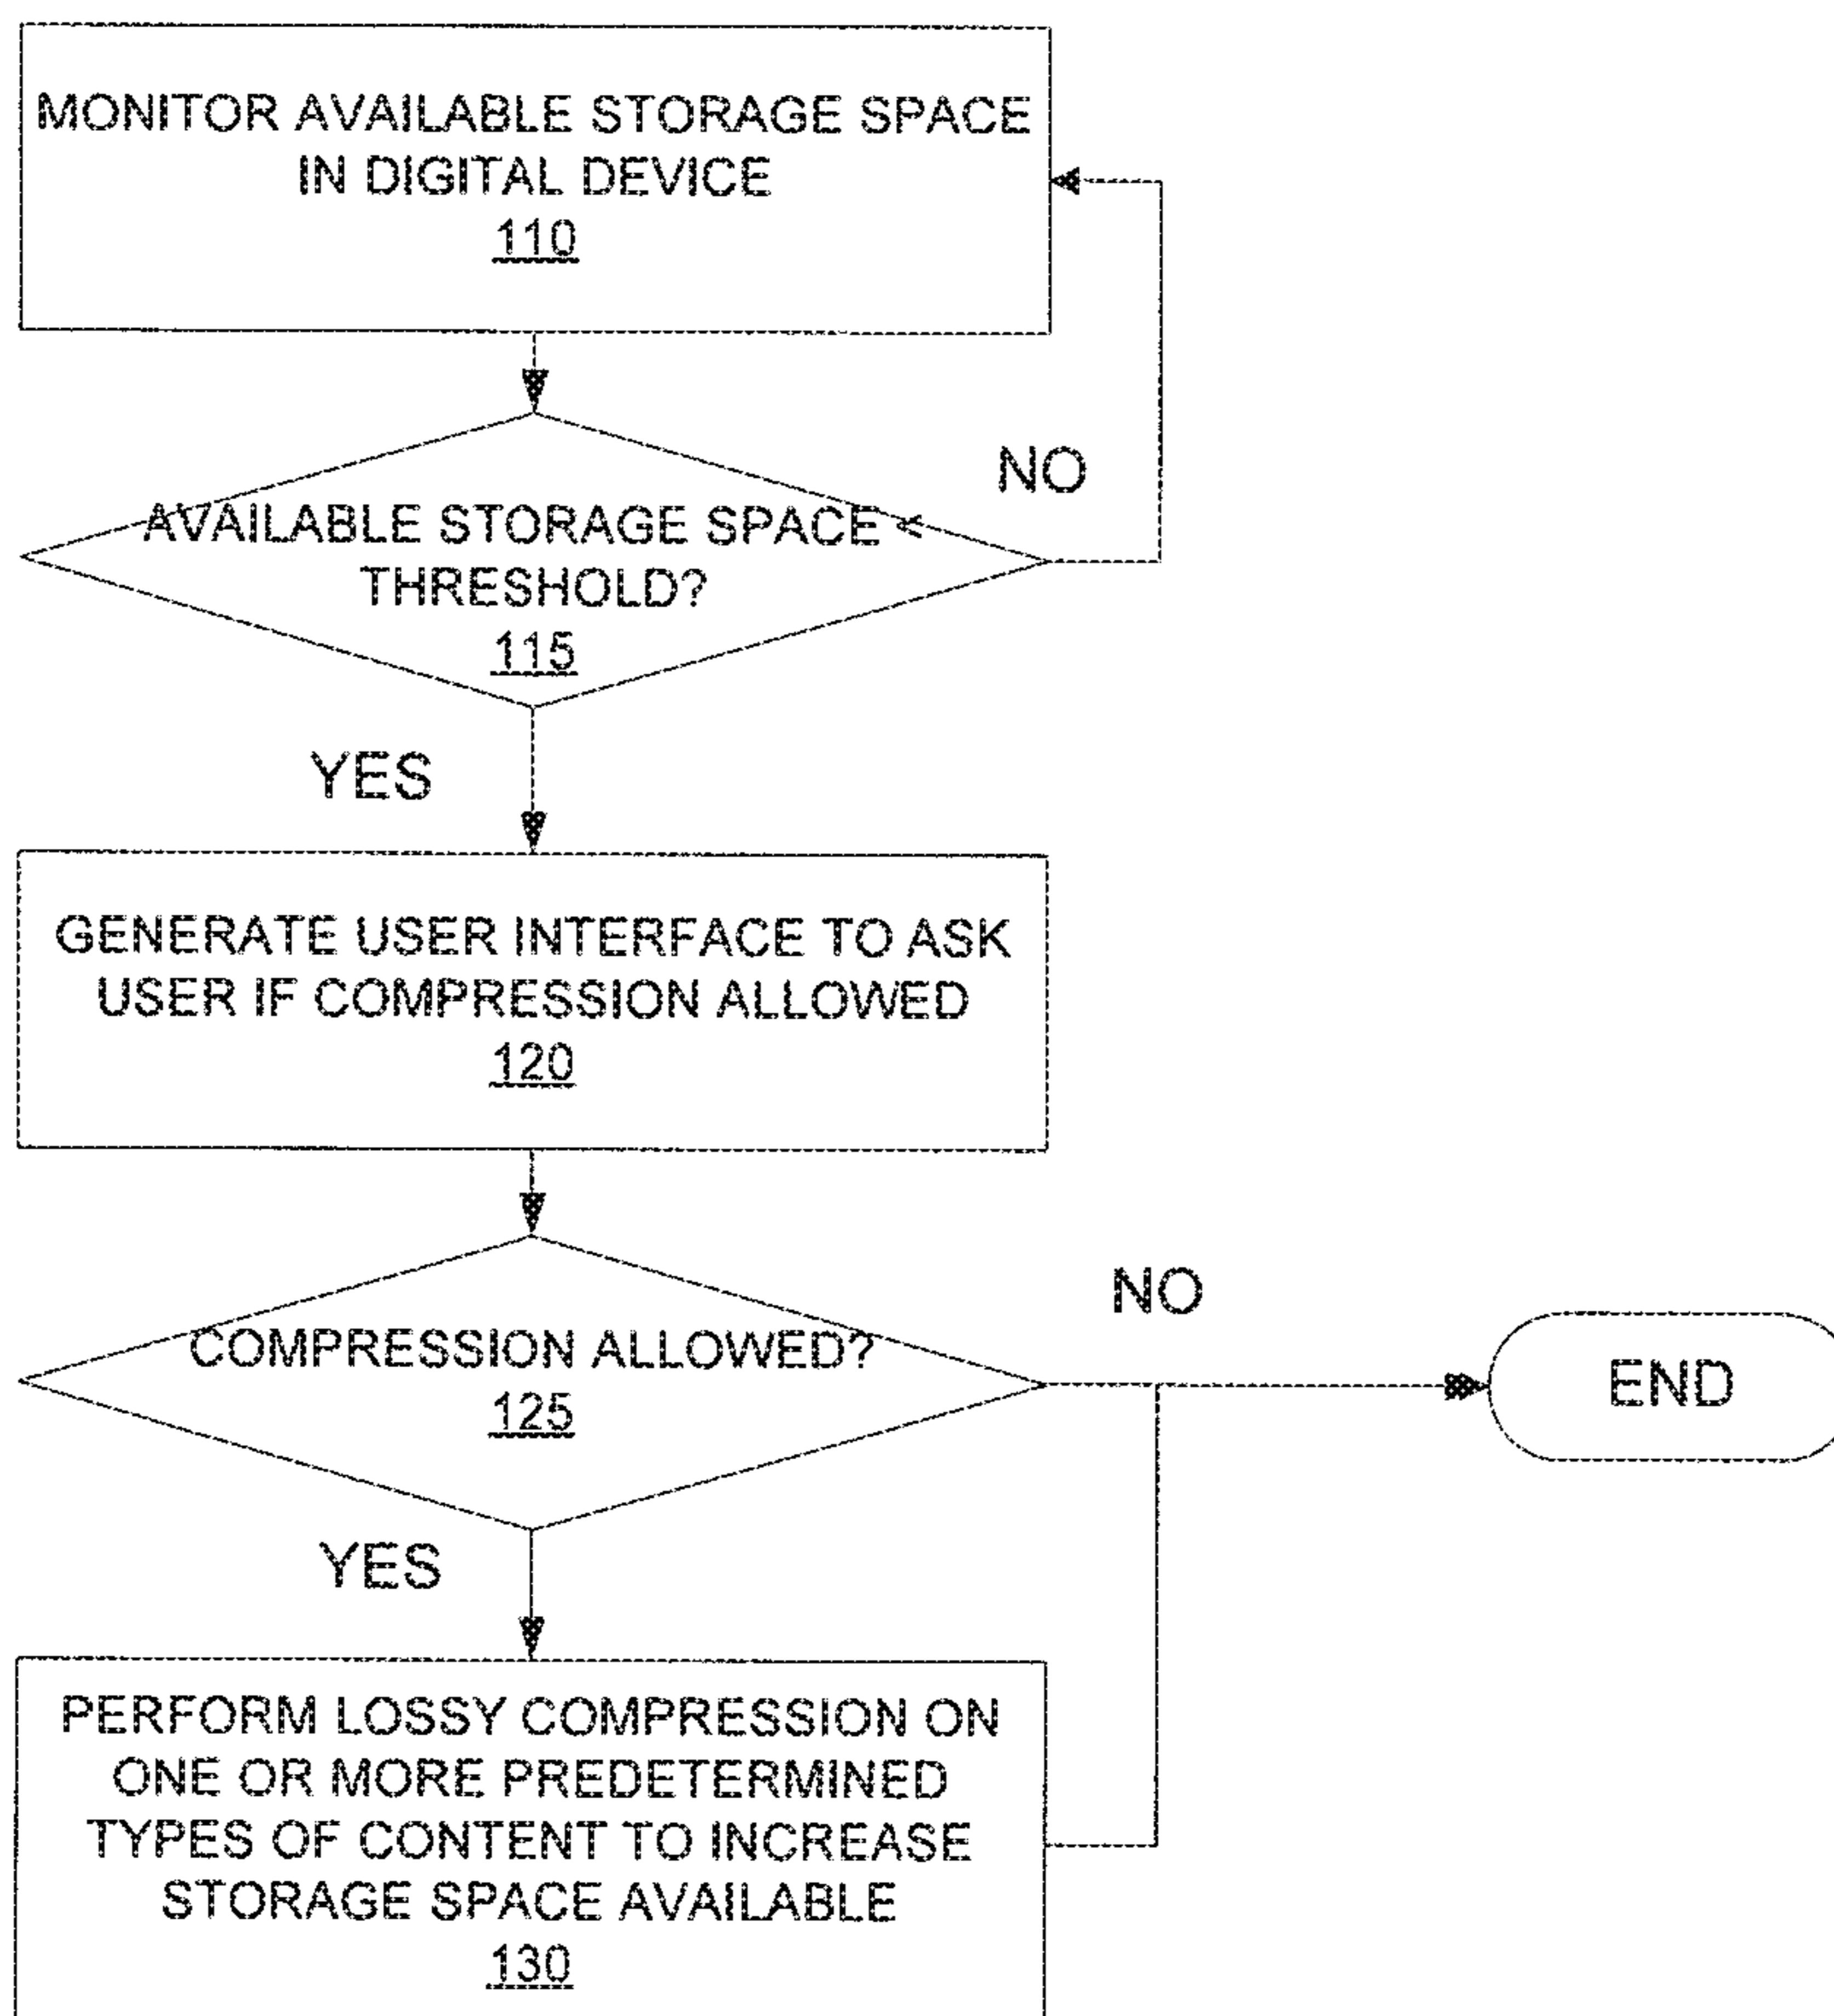 MONITOR AVAILABLE STORAGE SPACE
IN DIGITAL DEVICE
110
NO
AVAILABLE STORAGE SPACE <
THRESHOLD?
115
YES
GENERATE USER INTERFACE TO ASK
USER IF COMPRESSION ALLOWED
120
NO
COMPRESSION ALLOWED?
125
END
YES
PERFORM LOSSY COMPRESSION ON
ONE OR MORE PREDETERMINED
TYPES OF CONTENT TO INCREASE
STORAGE SPACE AVAILABLE
130